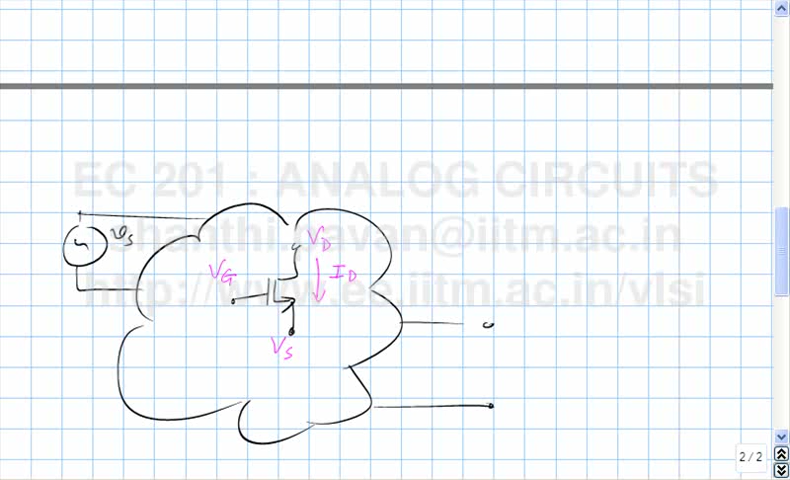 EC 201 : ANALOG CIRCUITS
shanthi.pavan@iitm.ac.in
http://www.ee.iitm.ac.in/vlsi
vs
VD
VG
ID
VS
2 / 2